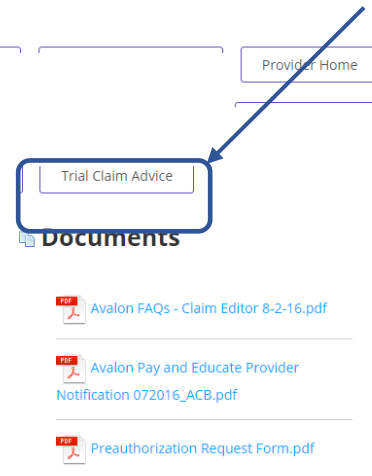 Provider Home
Trial Claim Advice
Documents
PDF
Avalon FAQs - Claim Editor 8-2-16.pdf
PDF
Avalon Pay and Educate Provider
Notification 072016_ACB.pdf
PDF
Preauthorization Request Form.pdf